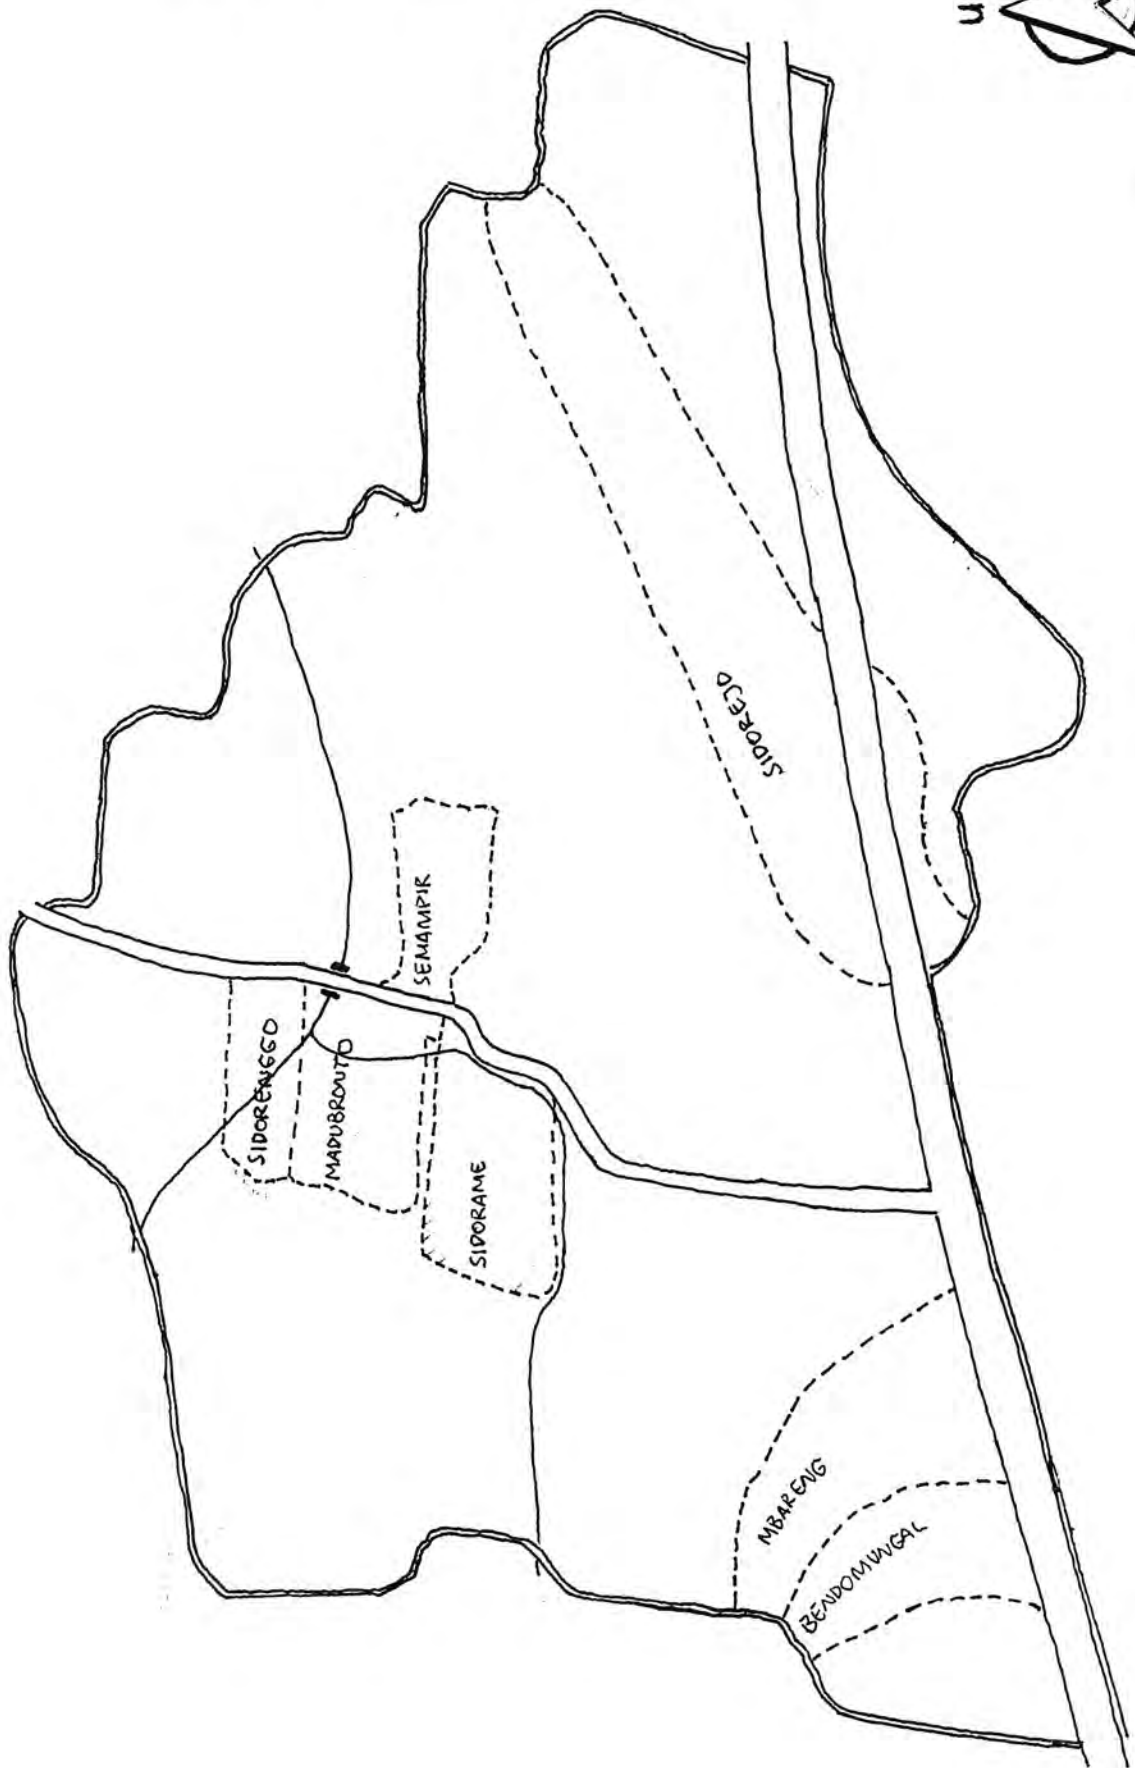 U
SIDOREJO
SEMAMPIR
SIDORENGGO
MADUBRONTO
SIDORAME
MBARENG
BENDOMUNGAL